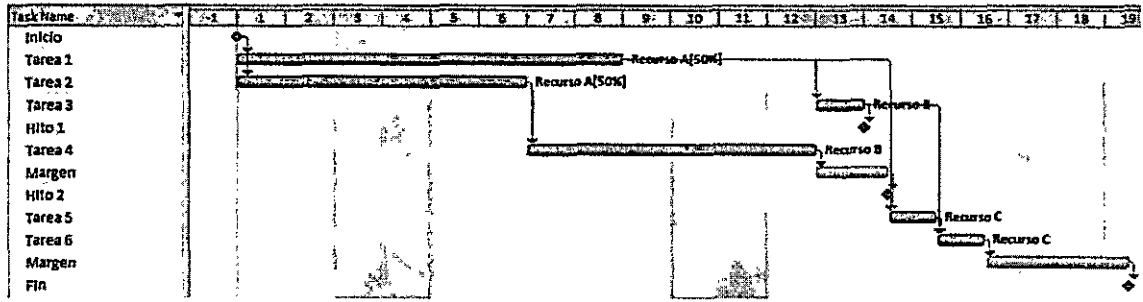 Task Name -1 1 2 3 4 5 6 7 8 9 10 11 12 13 14 15 16 17 18 19
Inicio
Tarea 1 Recurso A[50%]
Tarea 2 Recurso A[50%]
Tarea 3 Recurso B
Hito 1
Tarea 4 Recurso B
Margen
Hito 2
Tarea 5 Recurso C
Tarea 6 Recurso C
Margen
Fin